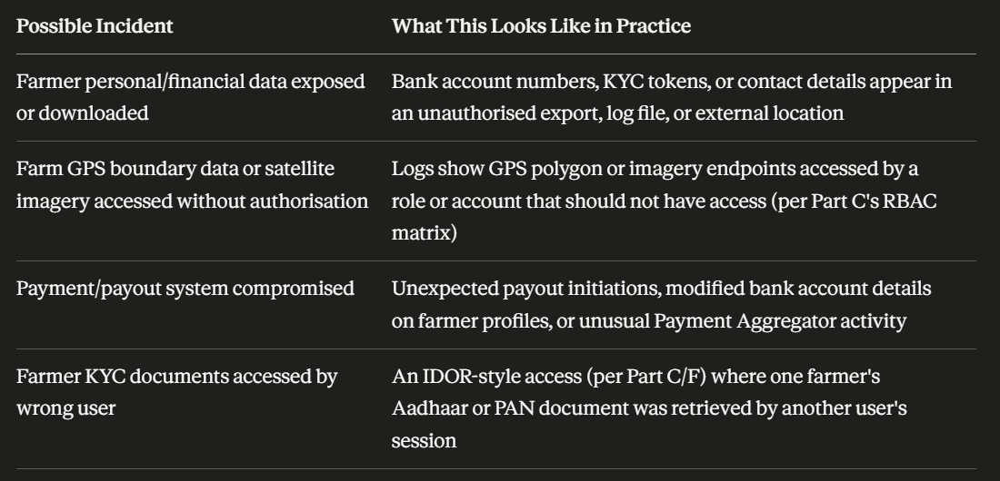 Possible Incident
What This Looks Like in Practice
Farmer personal/financial data exposed
or downloaded
Bank account numbers, KYC tokens, or contact details appear in
an unauthorised export, log file, or external location
Farm GPS boundary data or satellite
imagery accessed without authorisation
Logs show GPS polygon or imagery endpoints accessed by a
role or account that should not have access (per Part C's RBAC
matrix)
Payment/payout system compromised
Unexpected payout initiations, modified bank account details
on farmer profiles, or unusual Payment Aggregator activity
Farmer KYC documents accessed by
wrong user
An IDOR-style access (per Part C/F) where one farmer's
Aadhaar or PAN document was retrieved by another user's
session